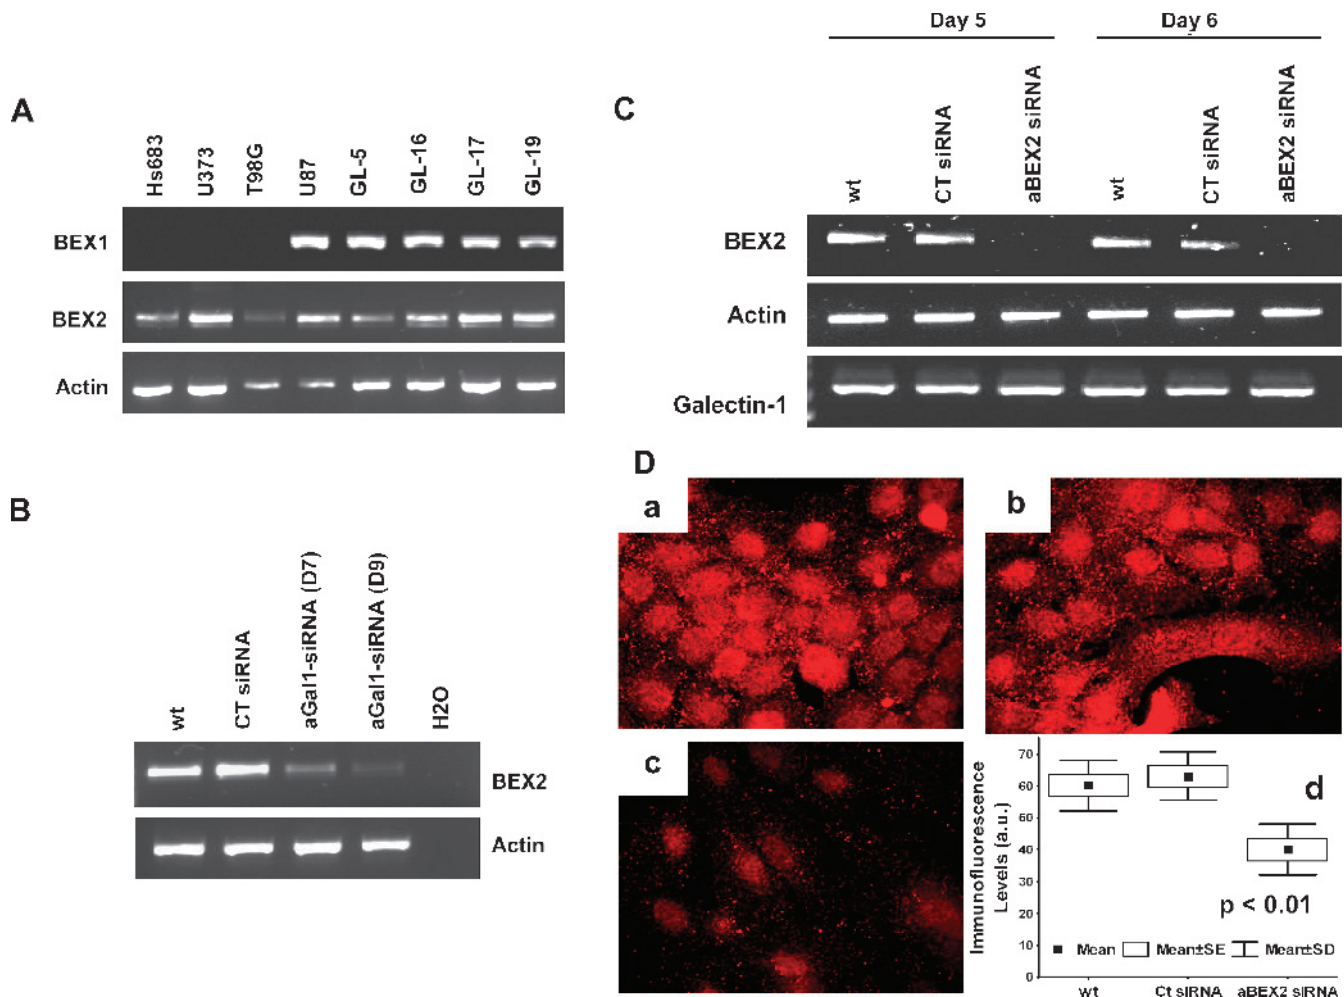 A
Hs683 U373 T98G U87 GL-5 GL-16 GL-17 GL-19
BEX1
BEX2
Actin
B
wt CT siRNA aGal1-siRNA (D7) aGal1-siRNA (D9) H2O
BEX2
Actin
C
Day 5 Day 6
wt CT siRNA aBEX2 siRNA wt CT siRNA aBEX2 siRNA
BEX2
Actin
Galectin-1
D
a
b
c
d
Immunofluorescence
Levels (a.u.)
70
60
50
40
30
20
10
0
p < 0.01
Mean Mean±SE Mean±SD
wt Ct siRNA aBEX2 siRNA